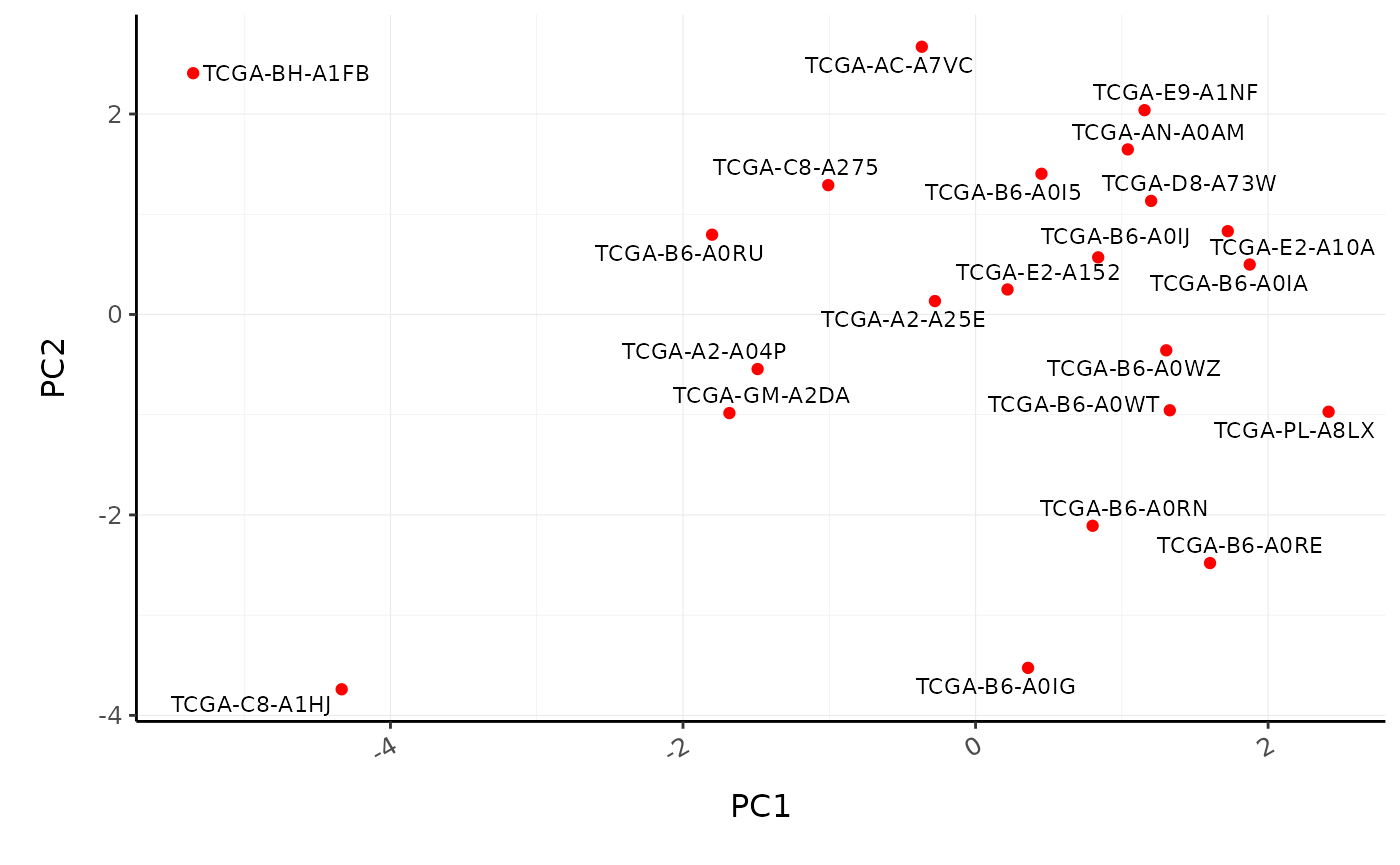 TCGA-AC-A7VC
TCGA-BH-A1FB
TCGA-E9-A1NF
2
TCGA-AN-A0AM
TCGA-C8-A275
TCGA-D8-A73W
TCGA-B6-A0I5
TCGA-B6-A0IJ
TCGA-E2-A10A
TCGA-B6-A0RU
TCGA-E2-A152
TCGA-B6-A0IA
0
TCGA-A2-A25E
TCGA-A2-A04P
PC2
TCGA-B6-A0WZ
TCGA-GM-A2DA
TCGA-B6-A0WT
TCGA-PL-A8LX
TCGA-B6-A0RN
-2
TCGA-B6-A0RE
TCGA-B6-A0IG
TCGA-C8-A1HJ
-4
-4
-2
0
2
PC1